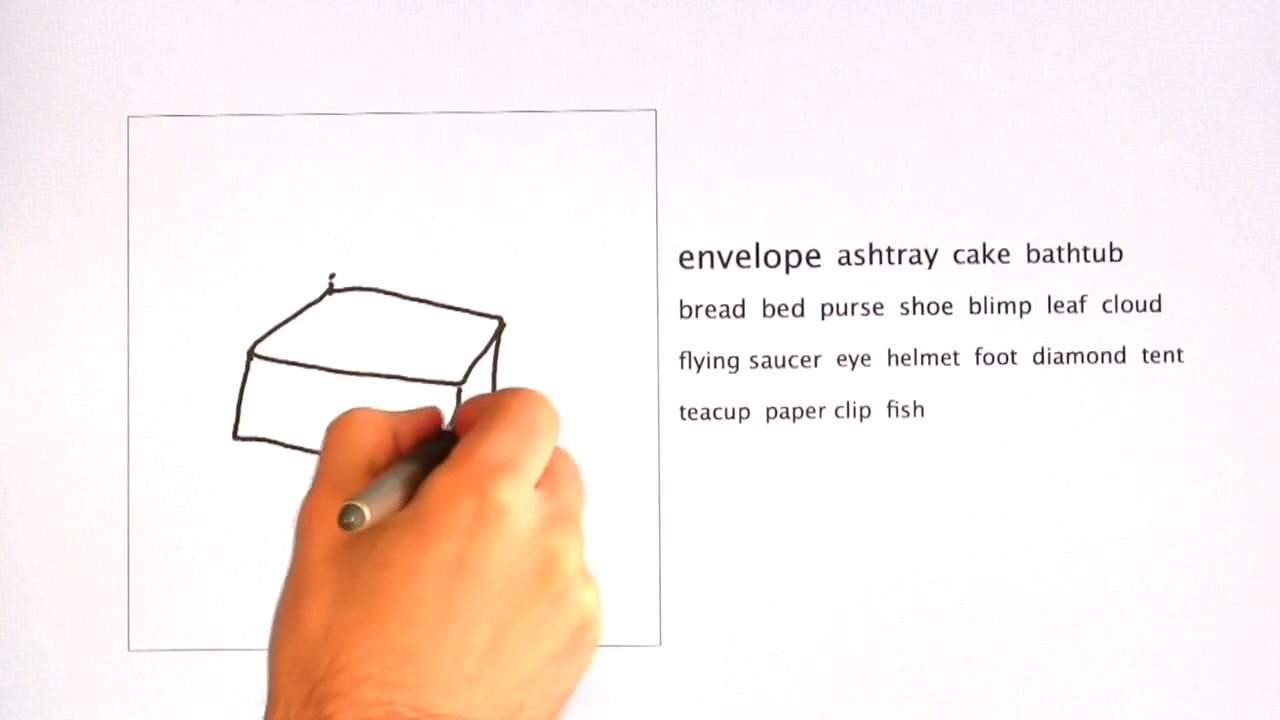 envelope ashtray cake bathtub
bread bed purse shoe blimp leaf cloud
flying saucer eye helmet foot diamond tent
teacup paper clip fish